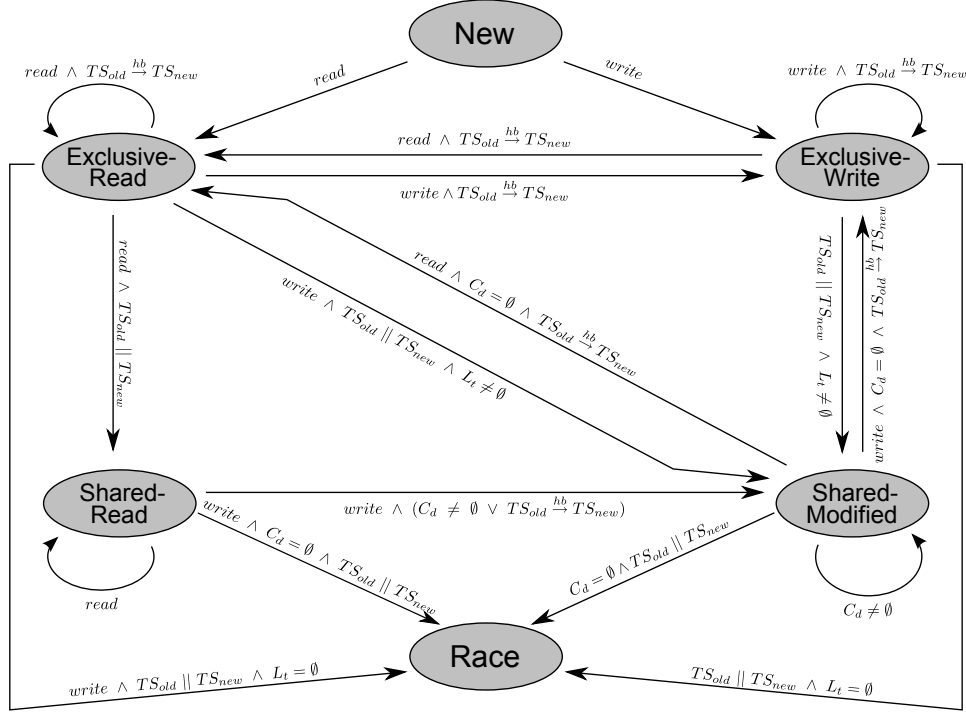 New
read ∧ TS_old →^hb TS_new
read
write
write ∧ TS_old →^hb TS_new
Exclusive-
Read
read ∧ TS_old →^hb TS_new
Exclusive-
Write
write ∧ TS_old →^hb TS_new
read ∧ TS_old || TS_new
write ∧ TS_old || TS_new ∧ L_t ≠ ∅
read ∧ C_d = ∅ ∧ TS_old →^hb TS_new
TS_old || TS_new ∧ L_t ≠ ∅
write ∧ C_d = ∅ ∧ TS_old →^hb TS_new
Shared-
Read
write ∧ (C_d ≠ ∅ ∨ TS_old →^hb TS_new)
Shared-
Modified
write ∧ C_d = ∅ ∧ TS_old || TS_new
C_d = ∅ ∧ TS_old || TS_new
read
C_d ≠ ∅
Race
write ∧ TS_old || TS_new ∧ L_t = ∅
TS_old || TS_new ∧ L_t = ∅